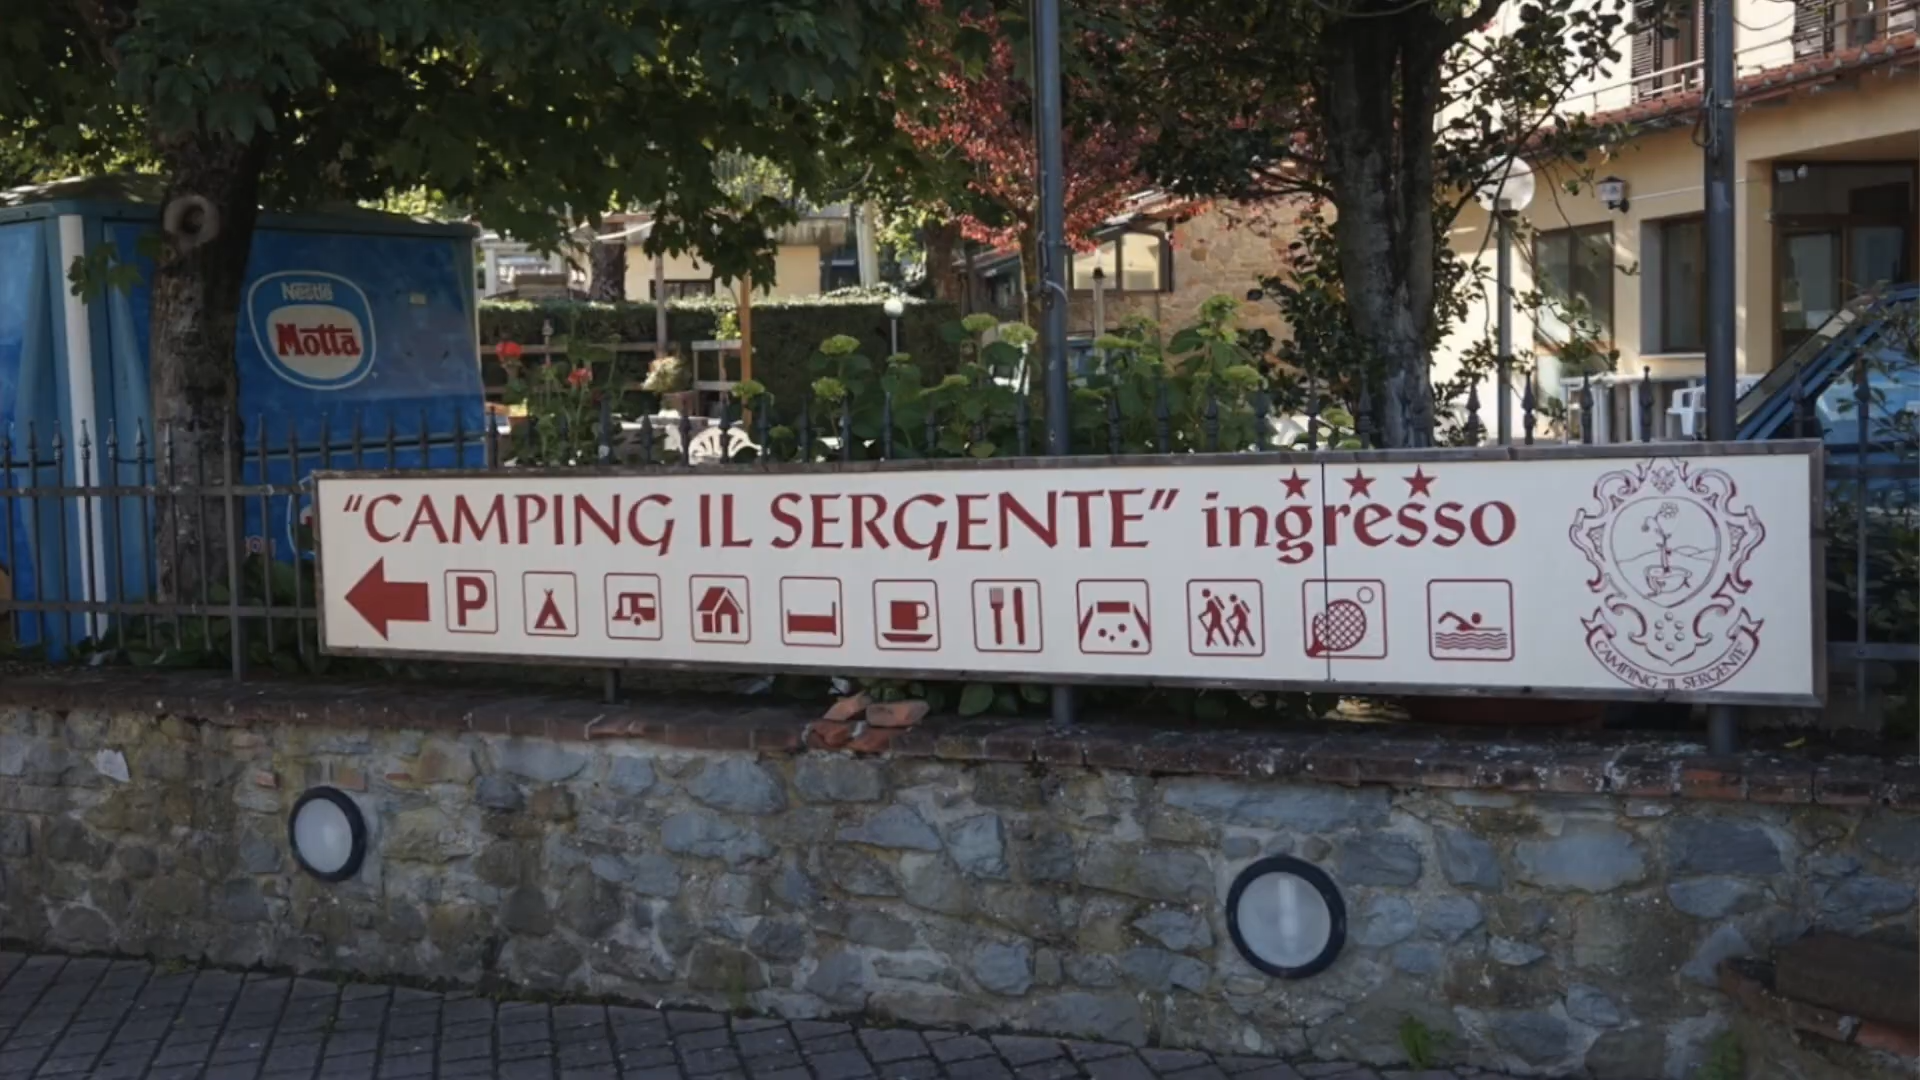 Nestlé
Motta
"CAMPING IL SERGENTE" ingresso
P
CAMPING "IL SERGENTE"